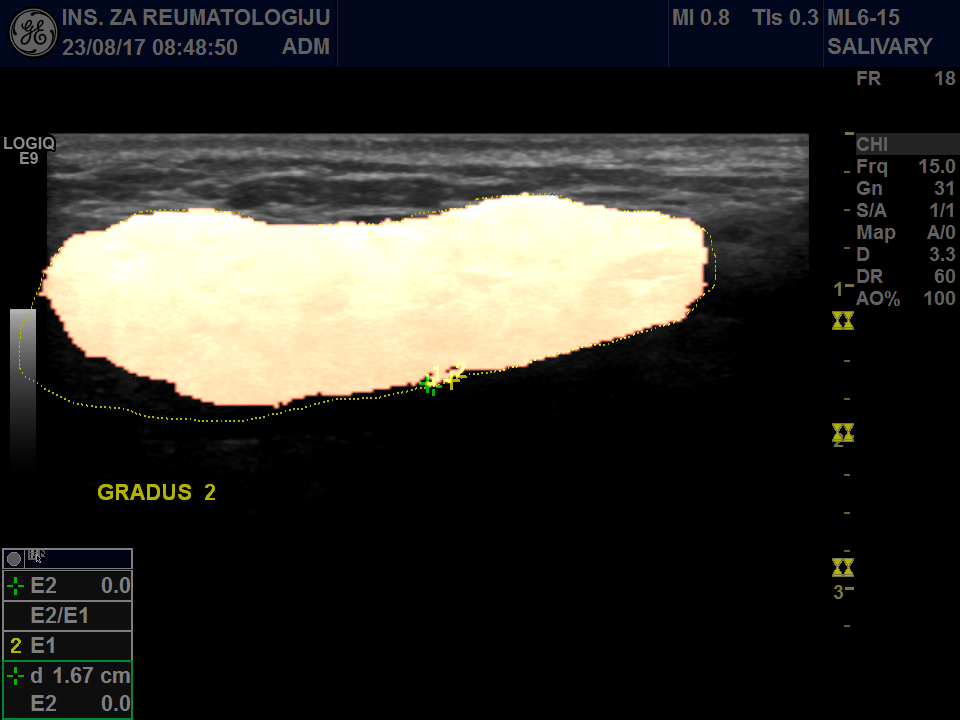 INS. ZA REUMATOLOGIJU
23/08/17 08:48:50 ADM
MI 0.8 TIs 0.3
ML6-15
SALIVARY
FR 18
LOGIQ
E9
CHI
Frq 15.0
Gn 31
S/A 1/1
Map A/0
D 3.3
DR 60
AO% 100
1
2
3
1 2
GRADUS 2
E2 0.0
E2/E1
2 E1
d 1.67 cm
E2 0.0